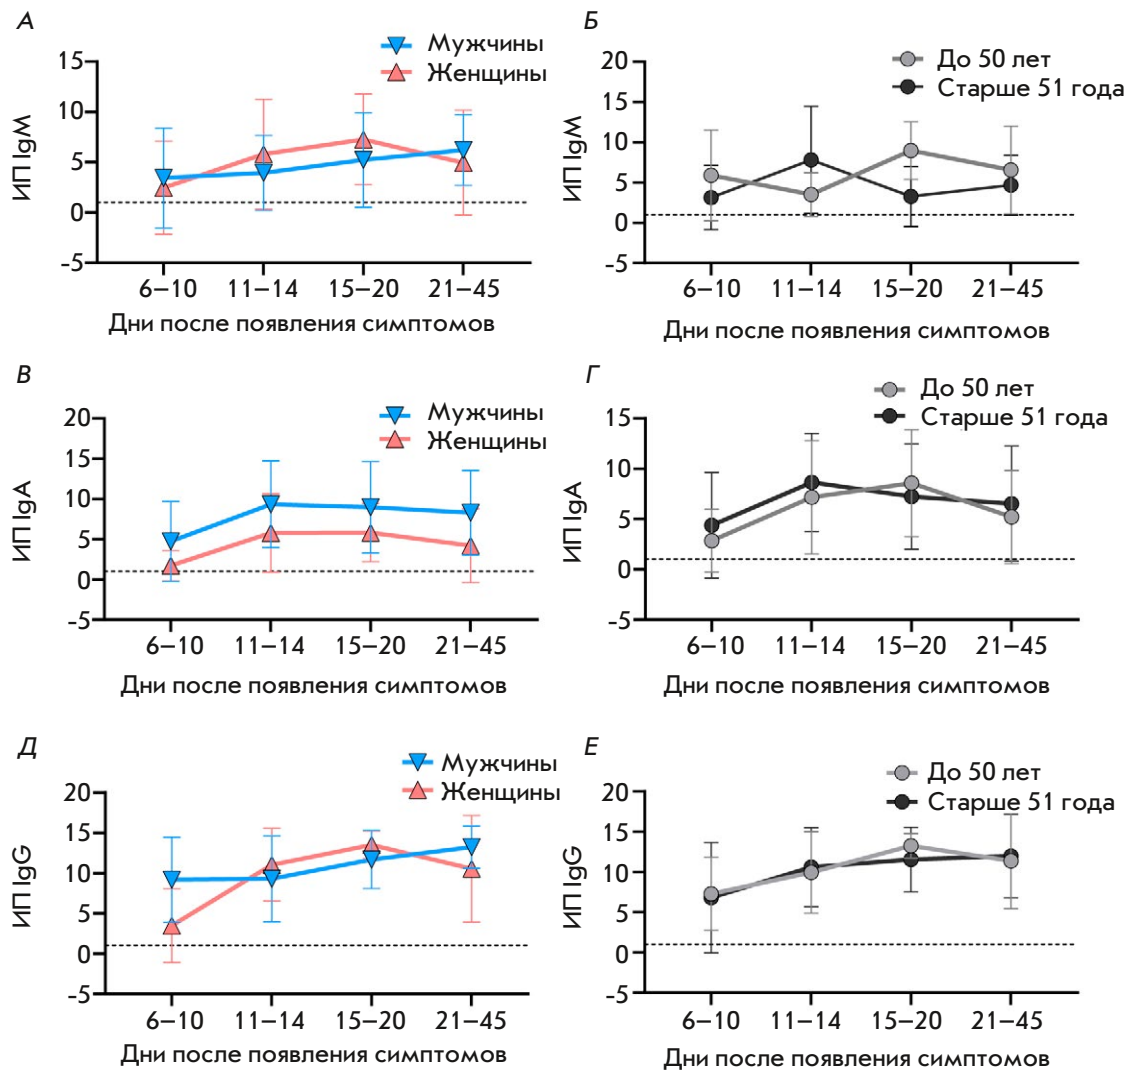 А
Мужчины
Женщины
ИП IgM
15
10
5
0
–5
6–10 11–14 15–20 21–45
Дни после появления симптомов
Б
До 50 лет
Старше 51 года
ИП IgM
20
15
10
5
0
–5
6–10 11–14 15–20 21–45
Дни после появления симптомов
В
Мужчины
Женщины
ИП IgA
20
15
10
5
0
–5
6–10 11–14 15–20 21–45
Дни после появления симптомов
Г
До 50 лет
Старше 51 года
ИП IgA
15
10
5
0
–5
6–10 11–14 15–20 21–45
Дни после появления симптомов
Д
Мужчины
Женщины
ИП IgG
20
15
10
5
0
–5
6–10 11–14 15–20 21–45
Дни после появления симптомов
Е
До 50 лет
Старше 51 года
ИП IgG
20
15
10
5
0
–5
6–10 11–14 15–20 21–45
Дни после появления симптомов